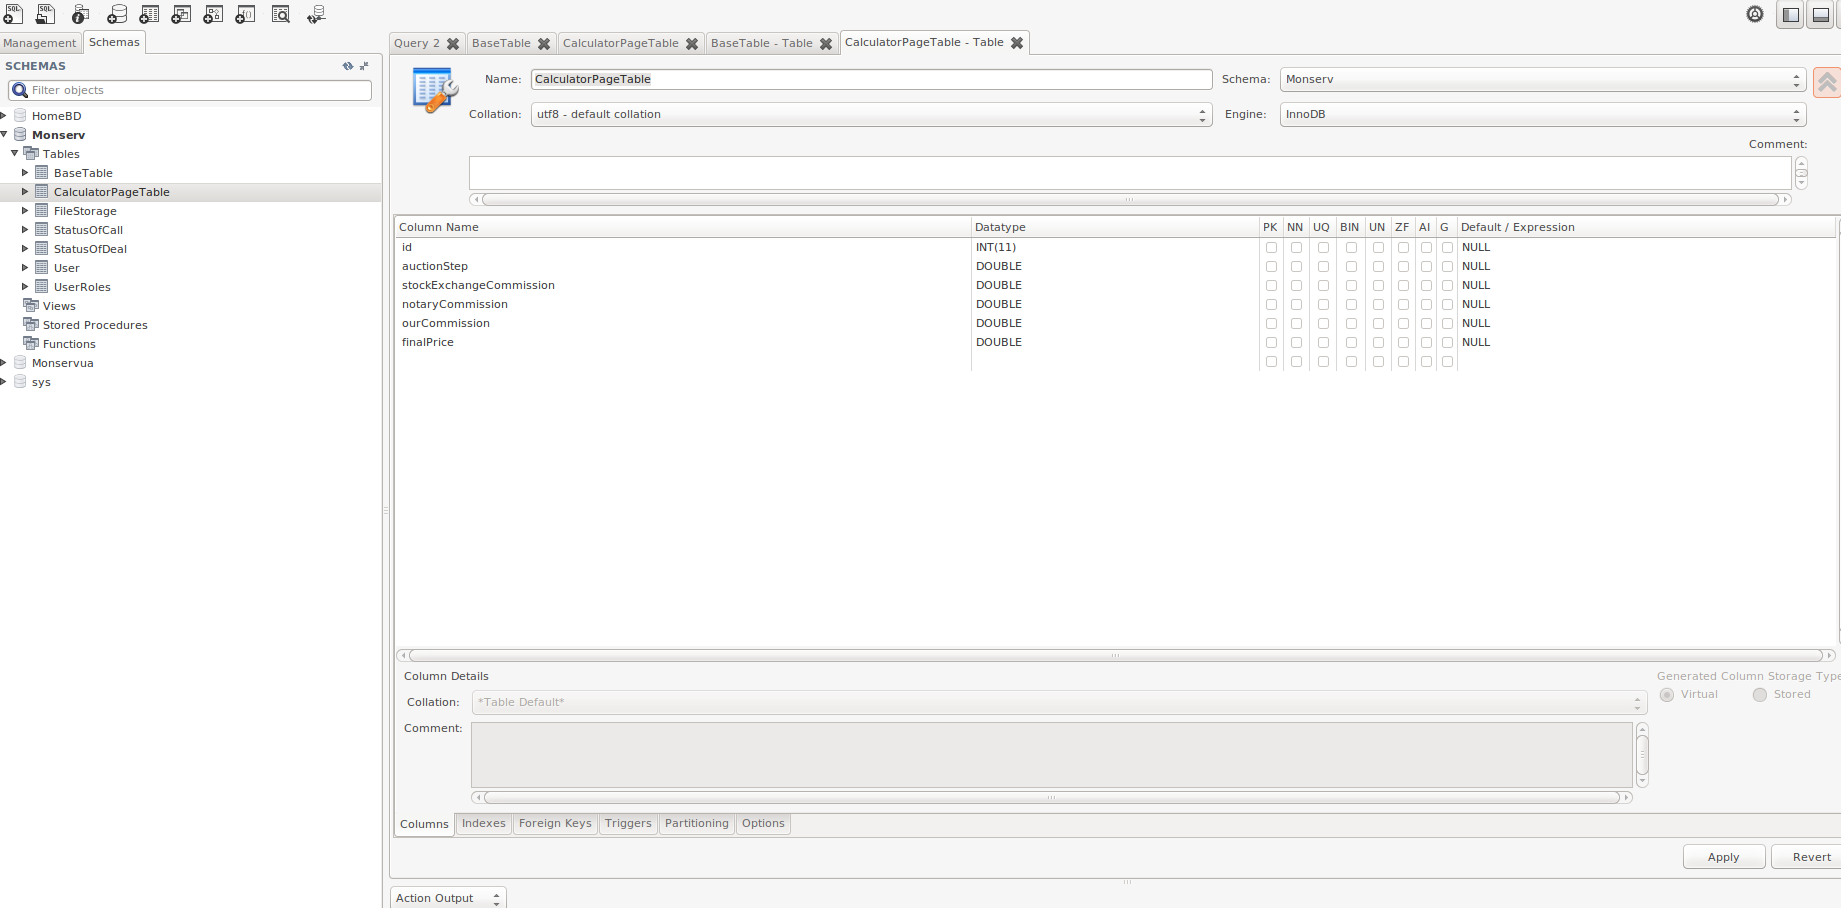 Management Schemas
SCHEMAS
Filter objects
HomeBD
Monserv
Tables
BaseTable
CalculatorPageTable
FileStorage
StatusOfCall
StatusOfDeal
User
UserRoles
Views
Stored Procedures
Functions
Monservua
sys
Query 2 BaseTable CalculatorPageTable BaseTable - Table CalculatorPageTable - Table
Name: CalculatorPageTable Schema: Monserv
Collation: utf8 - default collation Engine: InnoDB
Comment:
Column Name Datatype PK NN UQ BIN UN ZF AI G Default / Expression
id INT(11) NULL
auctionStep DOUBLE NULL
stockExchangeCommission DOUBLE NULL
notaryCommission DOUBLE NULL
ourCommission DOUBLE NULL
finalPrice DOUBLE NULL
Column Details Generated Column Storage Type
Collation: *Table Default* Virtual Stored
Comment:
Columns Indexes Foreign Keys Triggers Partitioning Options
Apply Revert
Action Output